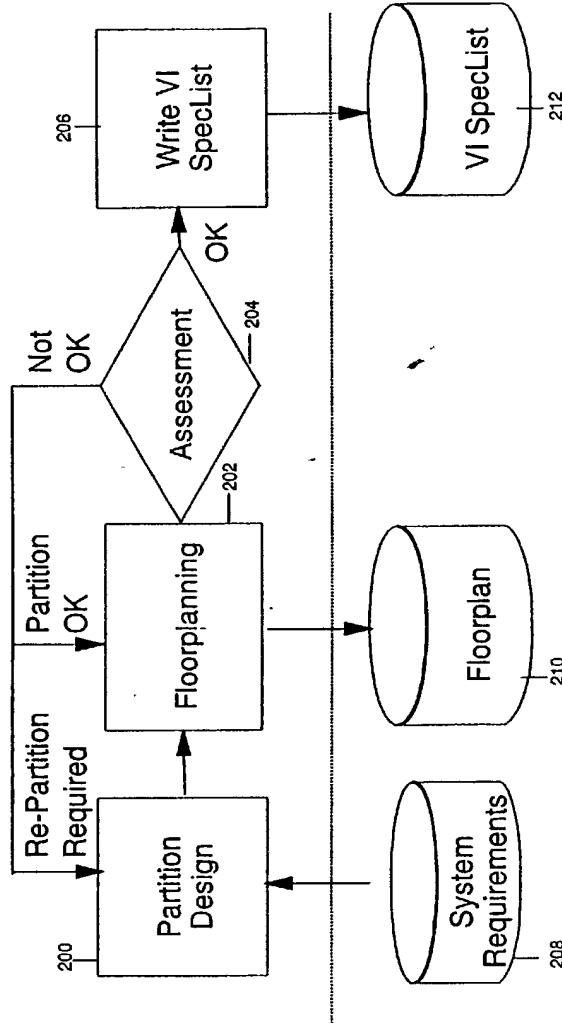 Re-Partition
Required
Partition
OK
Not
OK
200
Partition
Design
Floorplanning
202
Assessment
204
OK
206
Write VI
SpecList
System
Requirements
208
Floorplan
210
VI SpecList
212